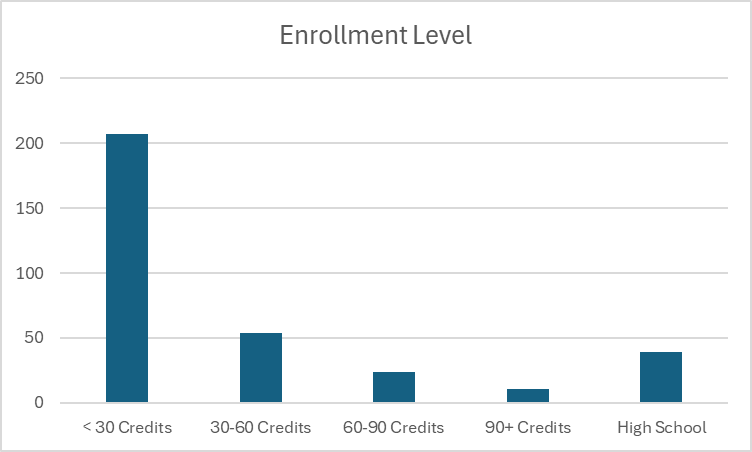 Enrollment Level
250
200
150
100
50
0
< 30 Credits
30-60 Credits
60-90 Credits
90+ Credits
High School